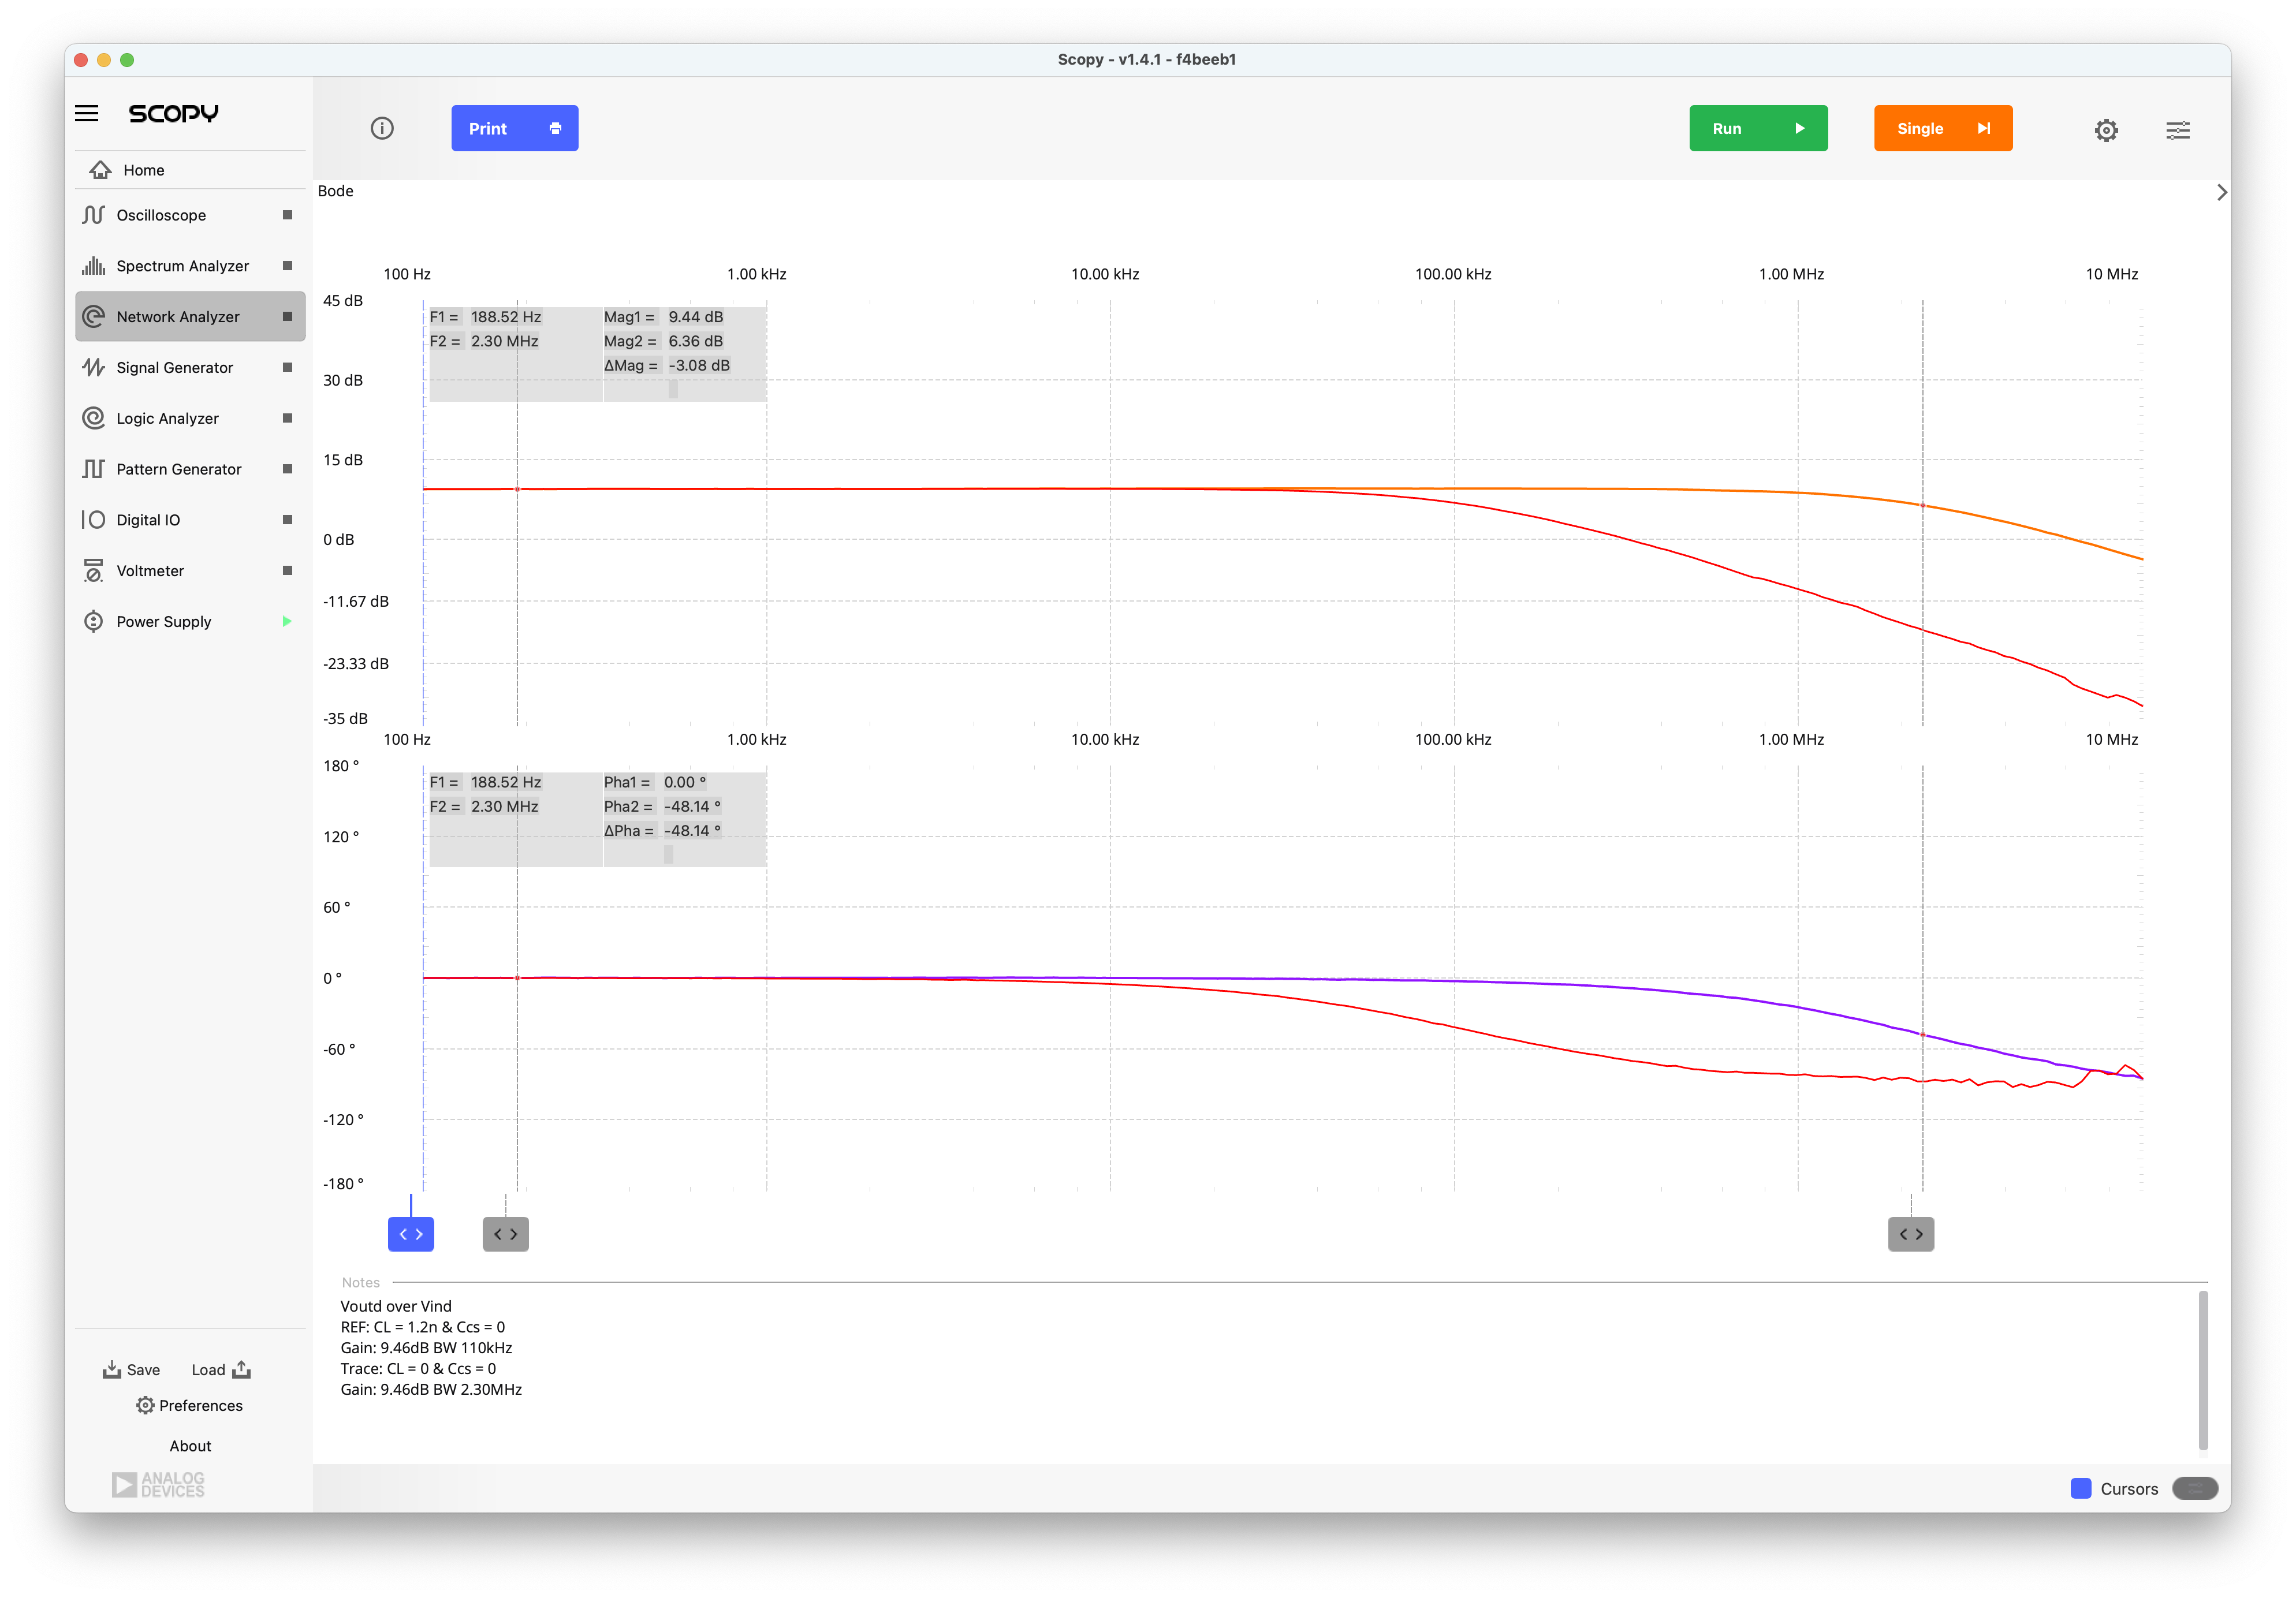 Scopy - v1.4.1 - f4beeb1
SCOPY
Print
Run
Single
Home
Oscilloscope
Spectrum Analyzer
Network Analyzer
Signal Generator
Logic Analyzer
Pattern Generator
Digital IO
Voltmeter
Power Supply
Bode
100 Hz 1.00 kHz 10.00 kHz 100.00 kHz 1.00 MHz 10 MHz
45 dB
30 dB
15 dB
0 dB
-11.67 dB
-23.33 dB
-35 dB
F1 = 188.52 Hz Mag1 = 9.44 dB
F2 = 2.30 MHz Mag2 = 6.36 dB
ΔMag = -3.08 dB
100 Hz 1.00 kHz 10.00 kHz 100.00 kHz 1.00 MHz 10 MHz
180 °
120 °
60 °
0 °
-60 °
-120 °
-180 °
F1 = 188.52 Hz Pha1 = 0.00 °
F2 = 2.30 MHz Pha2 = -48.14 °
ΔPha = -48.14 °
Notes
Voutd over Vind
REF: CL = 1.2n & Ccs = 0
Gain: 9.46dB BW 110kHz
Trace: CL = 0 & Ccs = 0
Gain: 9.46dB BW 2.30MHz
Save Load
Preferences
About
ANALOG
DEVICES
Cursors